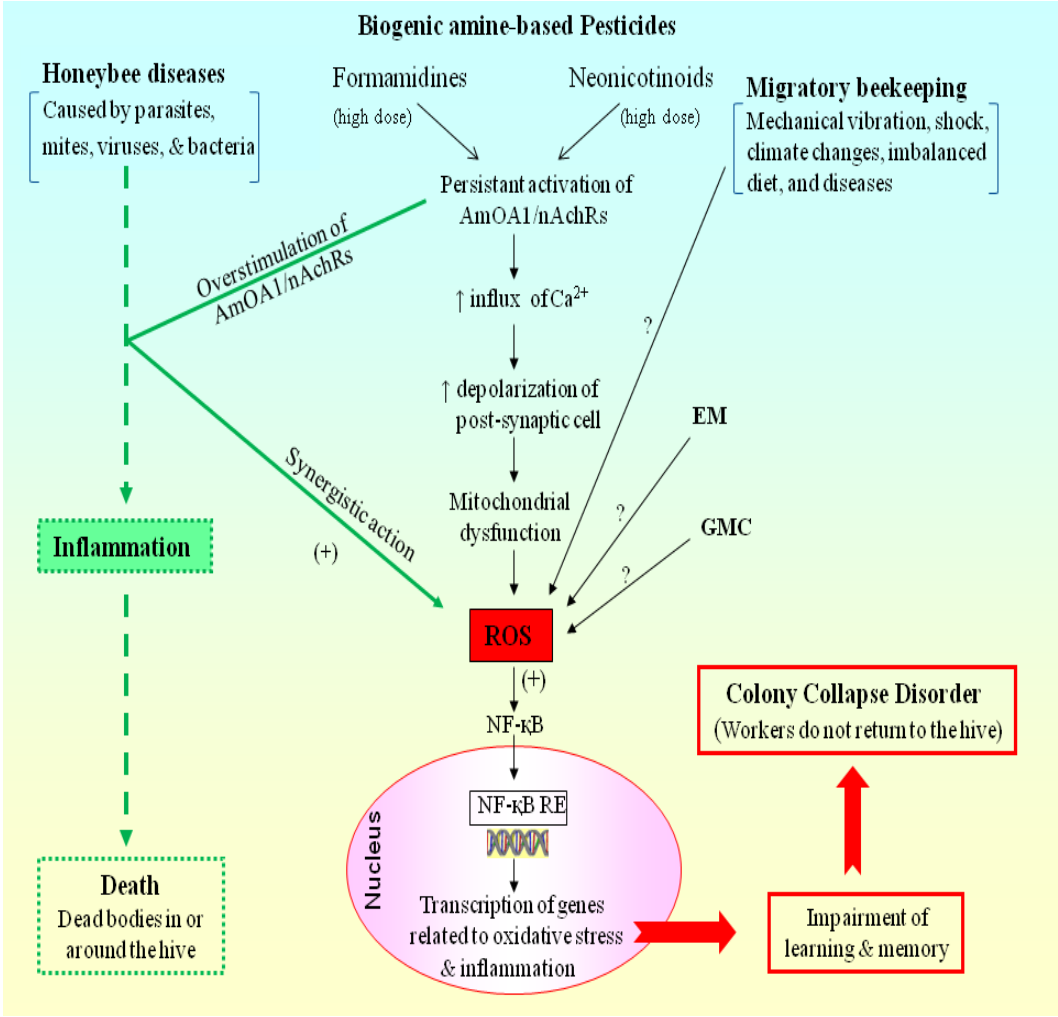 Biogenic amine-based Pesticides
Honeybee diseases
Caused by parasites,
mites, viruses, & bacteria
Formamidines
(high dose)
Neonicotinoids
(high dose)
Migratory beekeeping
Mechanical vibration, shock,
climate changes, imbalanced
diet, and diseases
Persistant activation of
AmOA1/nAchRs
Overstimulation of
AmOA1/nAchRs
↑ influx of Ca²⁺
?
↑ depolarization of
post-synaptic cell
EM
Synergistic action
(+)
Mitochondrial
dysfunction
?
GMC
?
Inflammation
ROS
(+)
NF-κB
Colony Collapse Disorder
(Workers do not return to the hive)
Nucleus
NF-κB RE
Transcription of genes
related to oxidative stress
& inflammation
Impairment of
learning & memory
Death
Dead bodies in or
around the hive